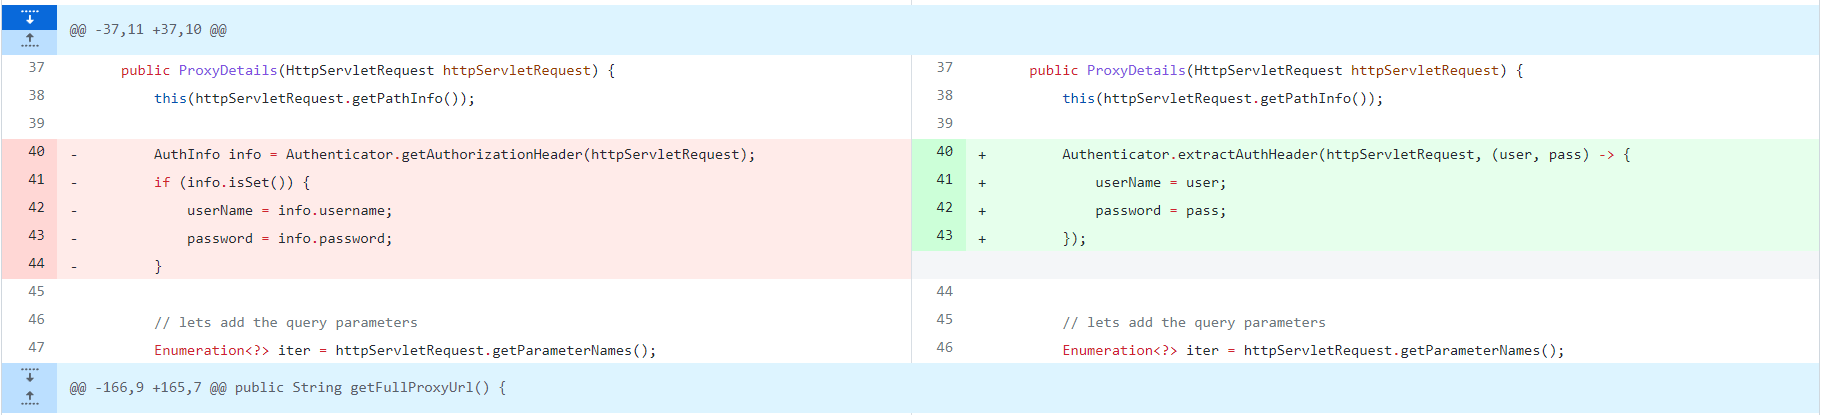 @@ -37,11 +37,10 @@
37 public ProxyDetails(HttpServletRequest httpServletRequest) {
38 this(httpServletRequest.getPathInfo());
39
40 - AuthInfo info = Authenticator.getAuthorizationHeader(httpServletRequest);
41 - if (info.isSet()) {
42 - userName = info.username;
43 - password = info.password;
44 - }
45
46 // lets add the query parameters
47 Enumeration<?> iter = httpServletRequest.getParameterNames();
37 public ProxyDetails(HttpServletRequest httpServletRequest) {
38 this(httpServletRequest.getPathInfo());
39
40 + Authenticator.extractAuthHeader(httpServletRequest, (user, pass) -> {
41 + userName = user;
42 + password = pass;
43 + });
44
45 // lets add the query parameters
46 Enumeration<?> iter = httpServletRequest.getParameterNames();
@@ -166,9 +165,7 @@ public String getFullProxyUrl() {